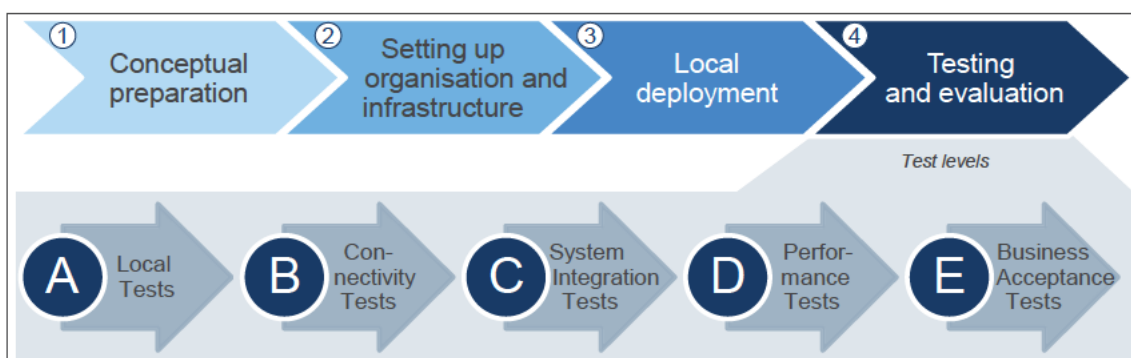 1
Conceptual
preparation
2
Setting up
organisation and
infrastructure
3
Local
deployment
4
Testing
and evaluation
Test levels
A
Local
Tests
B
Con-
nectivity
Tests
C
System
Integration
Tests
D
Perfor-
mance
Tests
E
Business
Acceptance
Tests